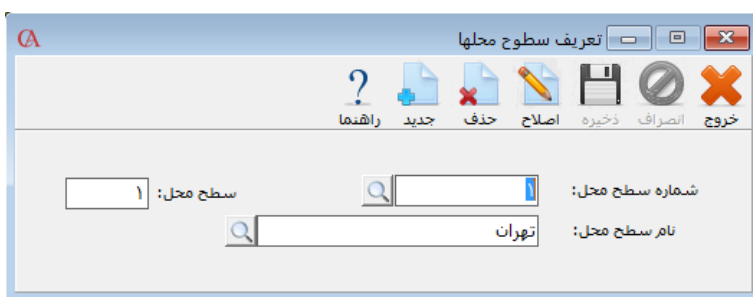 تعریف سطوح محلها
خروج انصراف ذخیره اصلاح حذف جدید راهنما
شماره سطح محل: ۱ سطح محل: ۱
نام سطح محل: تهران